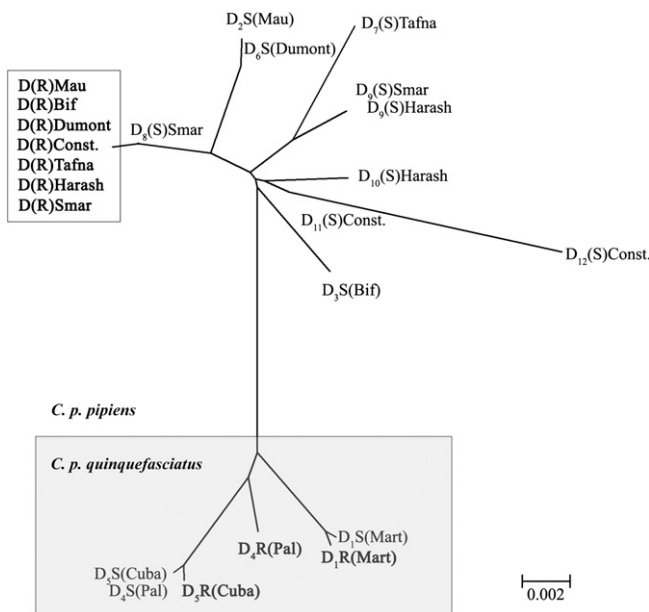 D₂S(Mau)
D₇(S)Tafna
D₆S(Dumont)
D(R)Mau
D(R)Bif
D(R)Dumont
D(R)Const.
D(R)Tafna
D(R)Harash
D(R)Smar
D₈(S)Smar
D₉(S)Smar
D₉(S)Harash
D₁₀(S)Harash
D₁₁(S)Const.
D₁₂(S)Const.
D₃S(Bif)
C. p. pipiens
C. p. quinquefasciatus
D₁S(Mart)
D₄R(Pal)
D₁R(Mart)
D₅S(Cuba)
D₄S(Pal)
D₅R(Cuba)
0.002